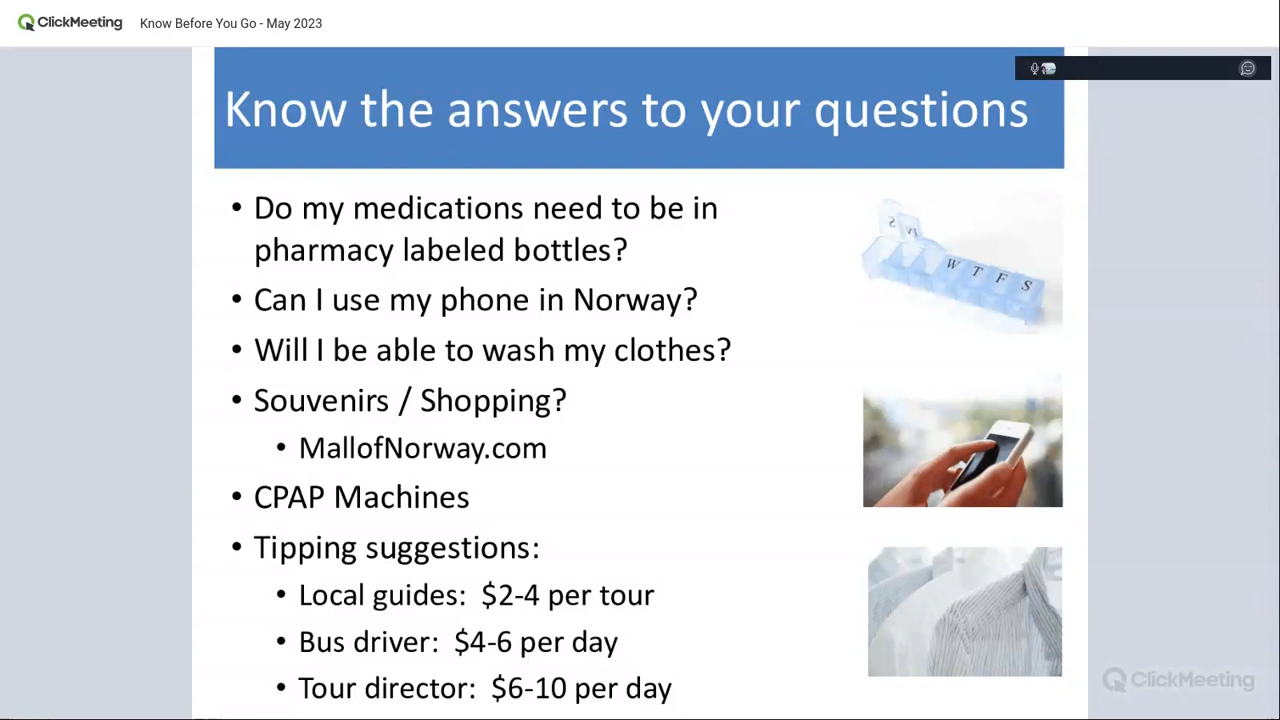 ClickMeeting Know Before You Go - May 2023
Know the answers to your questions
• Do my medications need to be in
pharmacy labeled bottles?
• Can I use my phone in Norway?
• Will I be able to wash my clothes?
• Souvenirs / Shopping?
• MallofNorway.com
• CPAP Machines
• Tipping suggestions:
• Local guides: $2-4 per tour
• Bus driver: $4-6 per day
• Tour director: $6-10 per day
S
W T F S
ClickMeeting